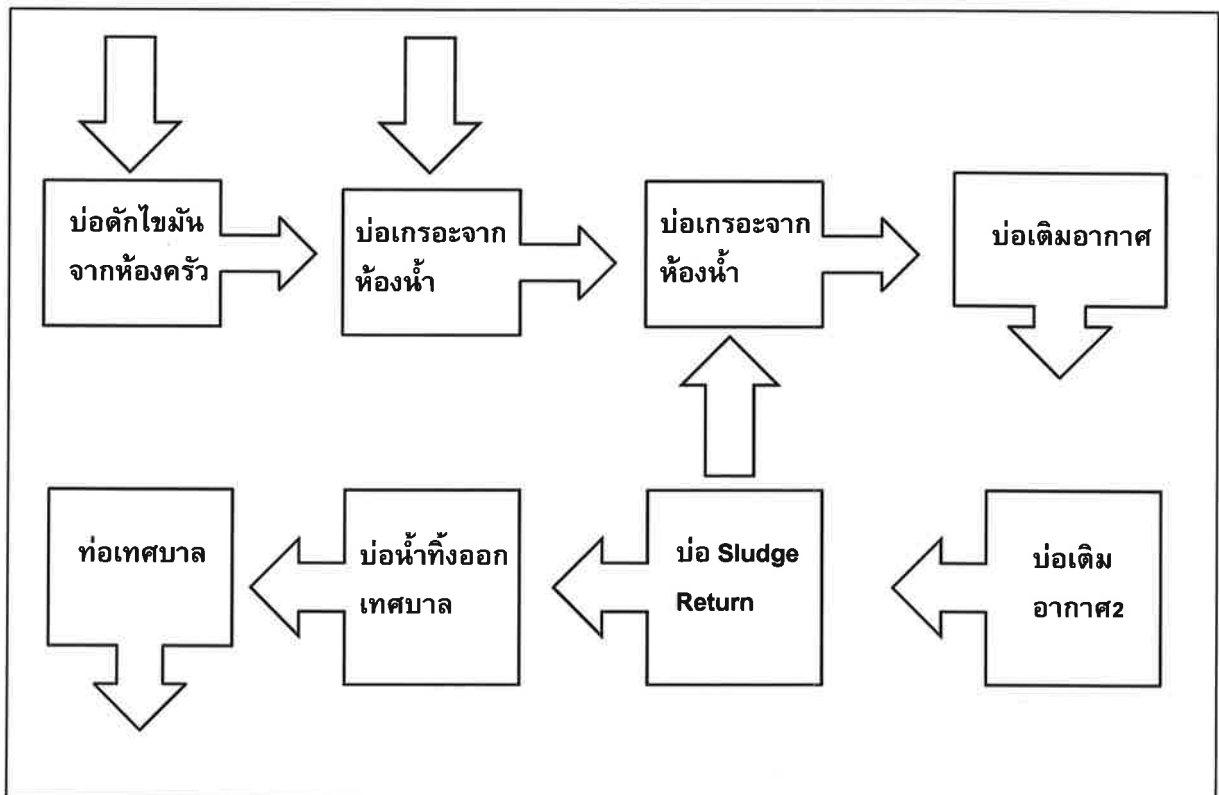 บ่อดักไขมัน
จากห้องครัว
บ่อเกรอะจาก
ห้องน้ำ
บ่อเกรอะจาก
ห้องน้ำ
บ่อเติมอากาศ
ท่อเทศบาล
บ่อน้ำทิ้งออก
เทศบาล
บ่อ Sludge
Return
บ่อเติม
อากาศ2